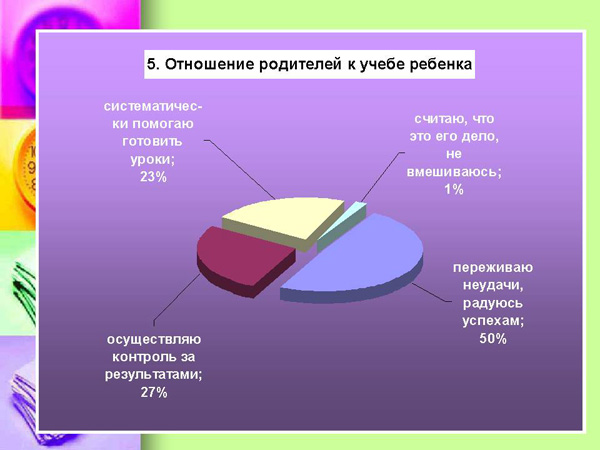 5. Отношение родителей к учебе ребенка
систематичес-
ки помогаю
готовить
уроки;
23%
считаю, что
это его дело,
не
вмешиваюсь;
1%
переживаю
неудачи,
радуюсь
успехам;
50%
осуществляю
контроль за
результатами;
27%